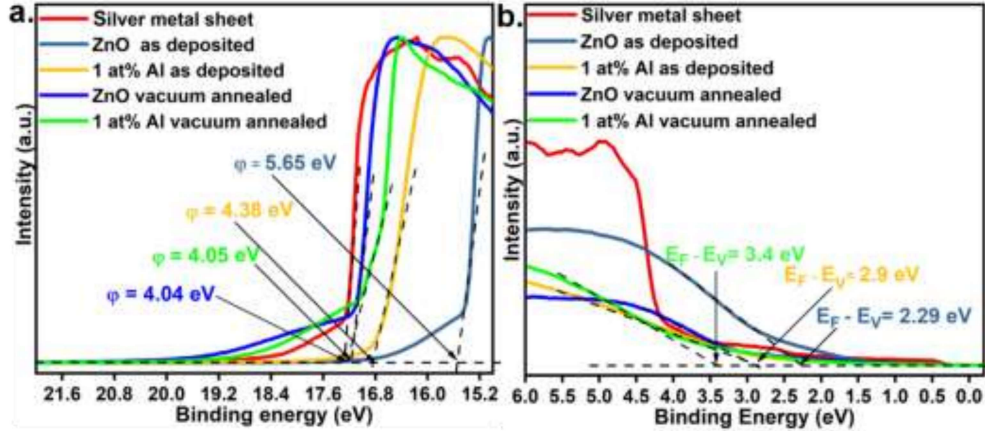 a.
Silver metal sheet
ZnO as deposited
1 at% Al as deposited
ZnO vacuum annealed
1 at% Al vacuum annealed
φ = 5.65 eV
φ = 4.38 eV
φ = 4.05 eV
φ = 4.04 eV
Intensity (a.u.)
21.6 20.8 20.0 19.2 18.4 17.6 16.8 16.0 15.2
Binding energy (eV)
b.
Silver metal sheet
ZnO as deposited
1 at% Al as deposited
ZnO vacuum annealed
1 at% Al vacuum annealed
E_F - E_V= 3.4 eV
E_F - E_V= 2.9 eV
E_F - E_V= 2.29 eV
Intensity (a.u.)
6.0 5.5 5.0 4.5 4.0 3.5 3.0 2.5 2.0 1.5 1.0 0.5 0.0
Binding Energy (eV)